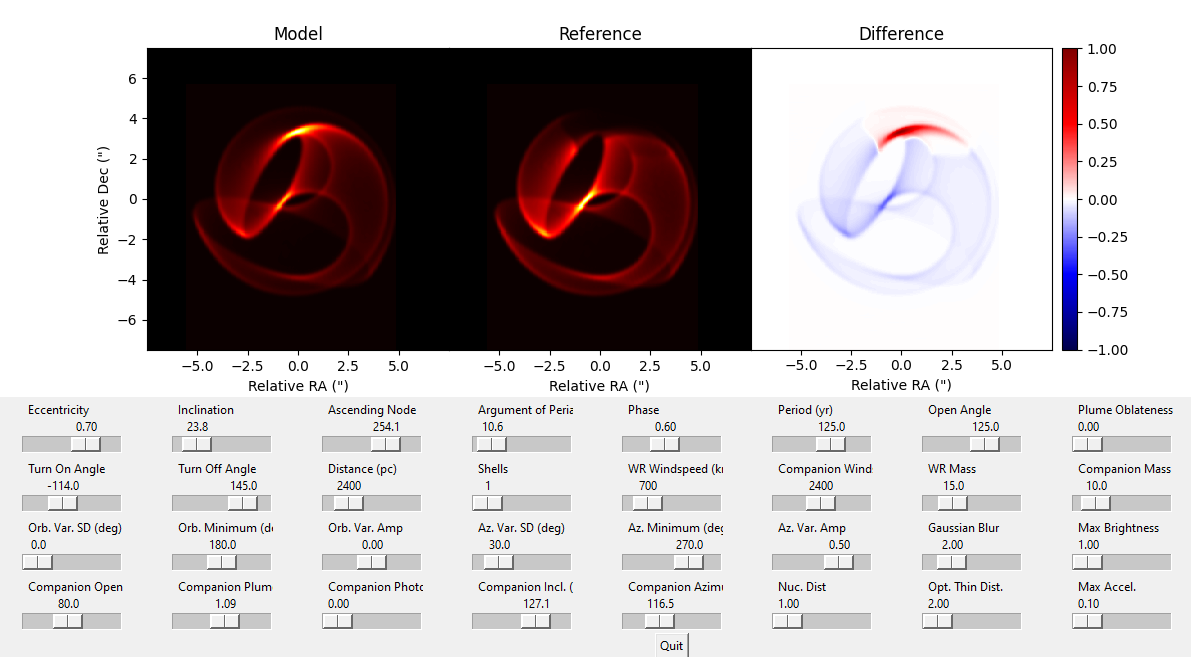 Model Reference Difference
6 4 2 0 −2 −4 −6
Relative Dec (")
1.00 0.75 0.50 0.25 0.00 −0.25 −0.50 −0.75 −1.00
−5.0 −2.5 0.0 2.5 5.0 −5.0 −2.5 0.0 2.5 5.0 −5.0 −2.5 0.0 2.5 5.0
Relative RA (") Relative RA (") Relative RA (")
Eccentricity Inclination Ascending Node Argument of Peria Phase Period (yr) Open Angle Plume Oblateness
0.70 23.8 254.1 10.6 0.60 125.0 125.0 0.00
Turn On Angle Turn Off Angle Distance (pc) Shells WR Windspeed (kr Companion Wind: WR Mass Companion Mass
-114.0 145.0 2400 1 700 2400 15.0 10.0
Orb. Var. SD (deg) Orb. Minimum (de Orb. Var. Amp Az. Var. SD (deg) Az. Minimum (deg Az. Var. Amp Gaussian Blur Max Brightness
0.0 180.0 0.00 30.0 270.0 0.50 2.00 1.00
Companion Open Companion Plum Companion Photo Companion Incl. ( Companion Azimu Nuc. Dist Opt. Thin Dist. Max Accel.
80.0 1.09 0.00 127.1 116.5 1.00 2.00 0.10
Quit